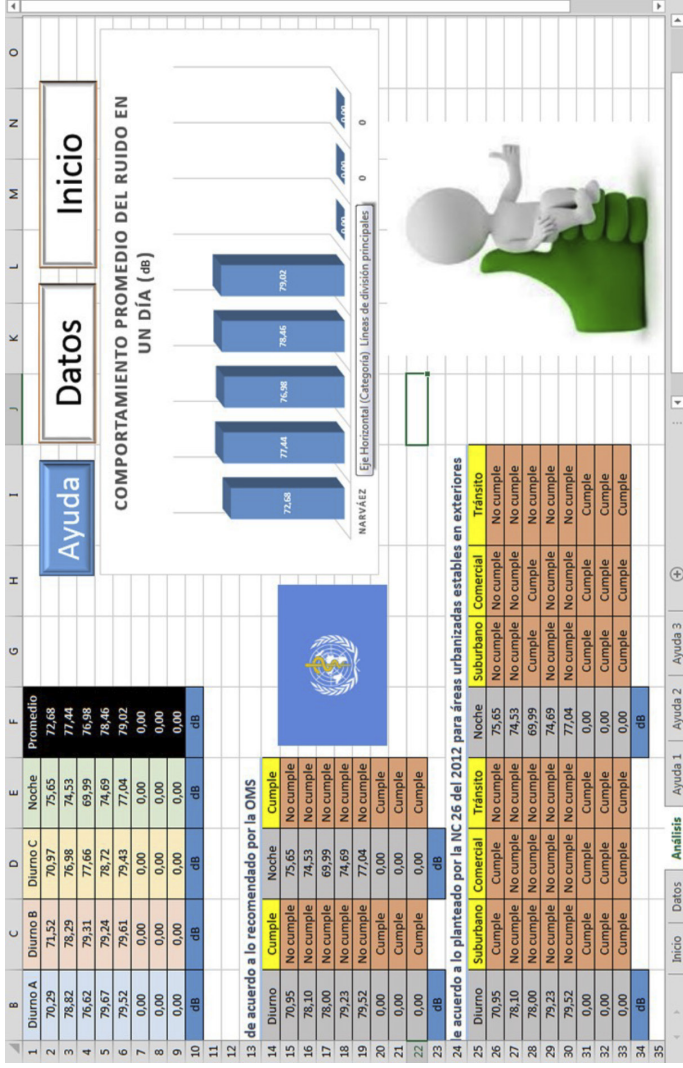 B C D E F G H I J K L M N O
1 Diurno A Diurno B Diurno C Noche Promedio
2 70,29 71,52 70,97 75,65 72,68
3 78,82 78,29 76,98 74,53 77,44
4 76,62 79,31 77,66 69,99 76,98
5 79,67 79,24 78,72 74,69 78,46
6 79,52 79,61 79,43 77,04 79,02
7 0,00 0,00 0,00 0,00 0,00
8 0,00 0,00 0,00 0,00 0,00
9 0,00 0,00 0,00 0,00 0,00
10 dB dB dB dB dB
11
12
Ayuda Datos Inicio
COMPORTAMIENTO PROMEDIO DEL RUIDO EN
UN DÍA (dB)
72,68 77,44 76,98 78,46 79,02 0,00 0,00 0,00
NARVÁEZ 0 0
Eje Horizontal (Categoría) Líneas de división principales
13 de acuerdo a lo recomendado por la OMS
14 Diurno Cumple Noche Cumple
15 70,95 No cumple 75,65 No cumple
16 78,10 No cumple 74,53 No cumple
17 78,00 No cumple 69,99 No cumple
18 79,23 No cumple 74,69 No cumple
19 79,52 No cumple 77,04 No cumple
20 0,00 Cumple 0,00 Cumple
21 0,00 Cumple 0,00 Cumple
22 0,00 Cumple 0,00 Cumple
23 dB dB
24 e acuerdo a lo planteado por la NC 26 del 2012 para áreas urbanizadas estables en exteriores
25 Diurno Suburbano Comercial Tránsito Noche Suburbano Comercial Tránsito
26 70,95 Cumple Cumple Cumple 75,65 No cumple No cumple No cumple
27 78,10 No cumple No cumple No cumple 74,53 No cumple No cumple No cumple
28 78,00 No cumple No cumple No cumple 69,99 Cumple Cumple No cumple
29 79,23 No cumple No cumple No cumple 74,69 No cumple No cumple No cumple
30 79,52 No cumple No cumple No cumple 77,04 No cumple No cumple No cumple
31 0,00 Cumple Cumple Cumple 0,00 Cumple Cumple Cumple
32 0,00 Cumple Cumple Cumple 0,00 Cumple Cumple Cumple
33 0,00 Cumple Cumple Cumple 0,00 Cumple Cumple Cumple
34 dB dB
35
Inicio Datos Análisis Ayuda 1 Ayuda 2 Ayuda 3